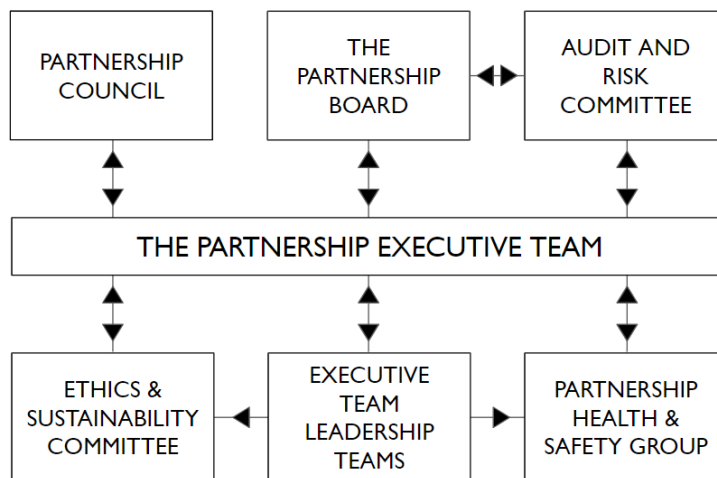 PARTNERSHIP
COUNCIL
THE
PARTNERSHIP
BOARD
AUDIT AND
RISK
COMMITTEE
THE PARTNERSHIP EXECUTIVE TEAM
ETHICS &
SUSTAINABILITY
COMMITTEE
EXECUTIVE
TEAM
LEADERSHIP
TEAMS
PARTNERSHIP
HEALTH &
SAFETY GROUP